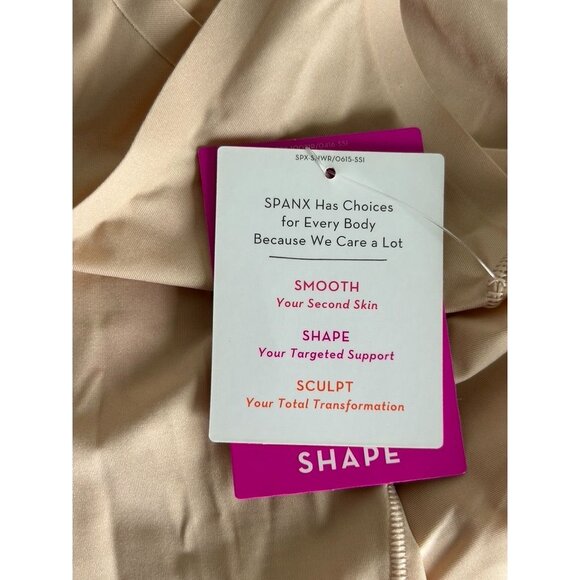 SPX-SHWR/0615-SSI
SPANX Has Choices
for Every Body
Because We Care a Lot
SMOOTH
Your Second Skin
SHAPE
Your Targeted Support
SCULPT
Your Total Transformation
SHAPE